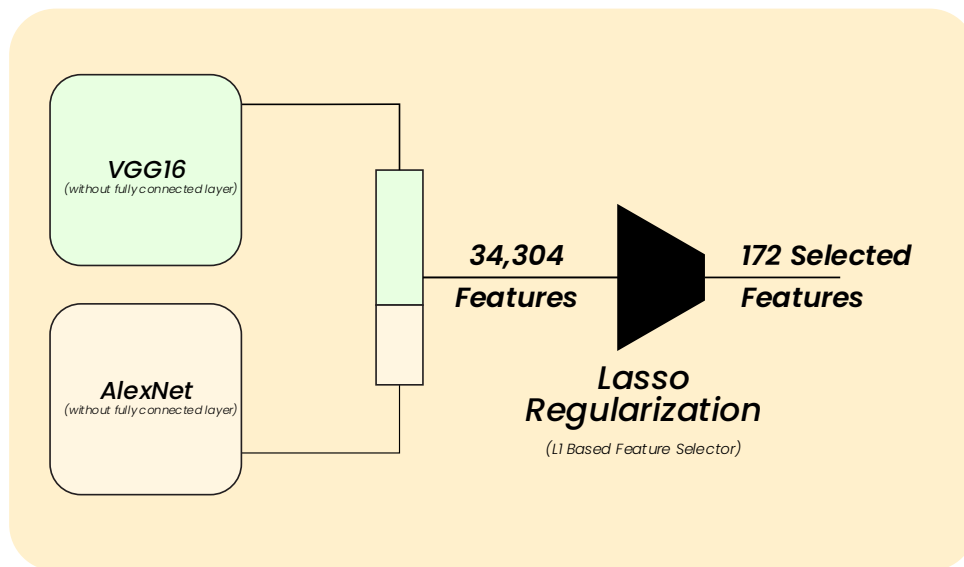 VGG16
(without fully connected layer)
AlexNet
(without fully connected layer)
34,304
Features
Lasso
Regularization
(L1 Based Feature Selector)
172 Selected
Features